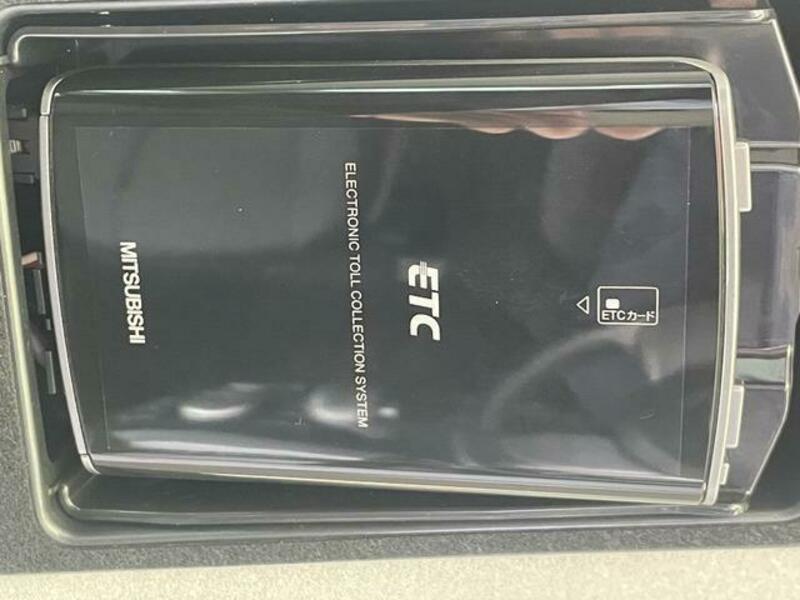 ETCカード
ETC
ELECTRONIC TOLL COLLECTION SYSTEM
MITSUBISHI